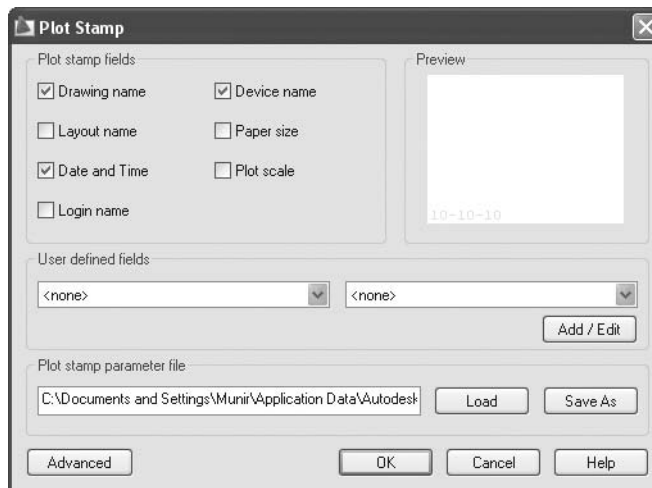 Plot Stamp
Plot stamp fields
Drawing name
Device name
Layout name
Paper size
Date and Time
Plot scale
Login name
Preview
10-10-10
User defined fields
<none>
<none>
Add / Edit
Plot stamp parameter file
C:\Documents and Settings\Munir\Application Data\Autodesk
Load
Save As
Advanced
OK
Cancel
Help